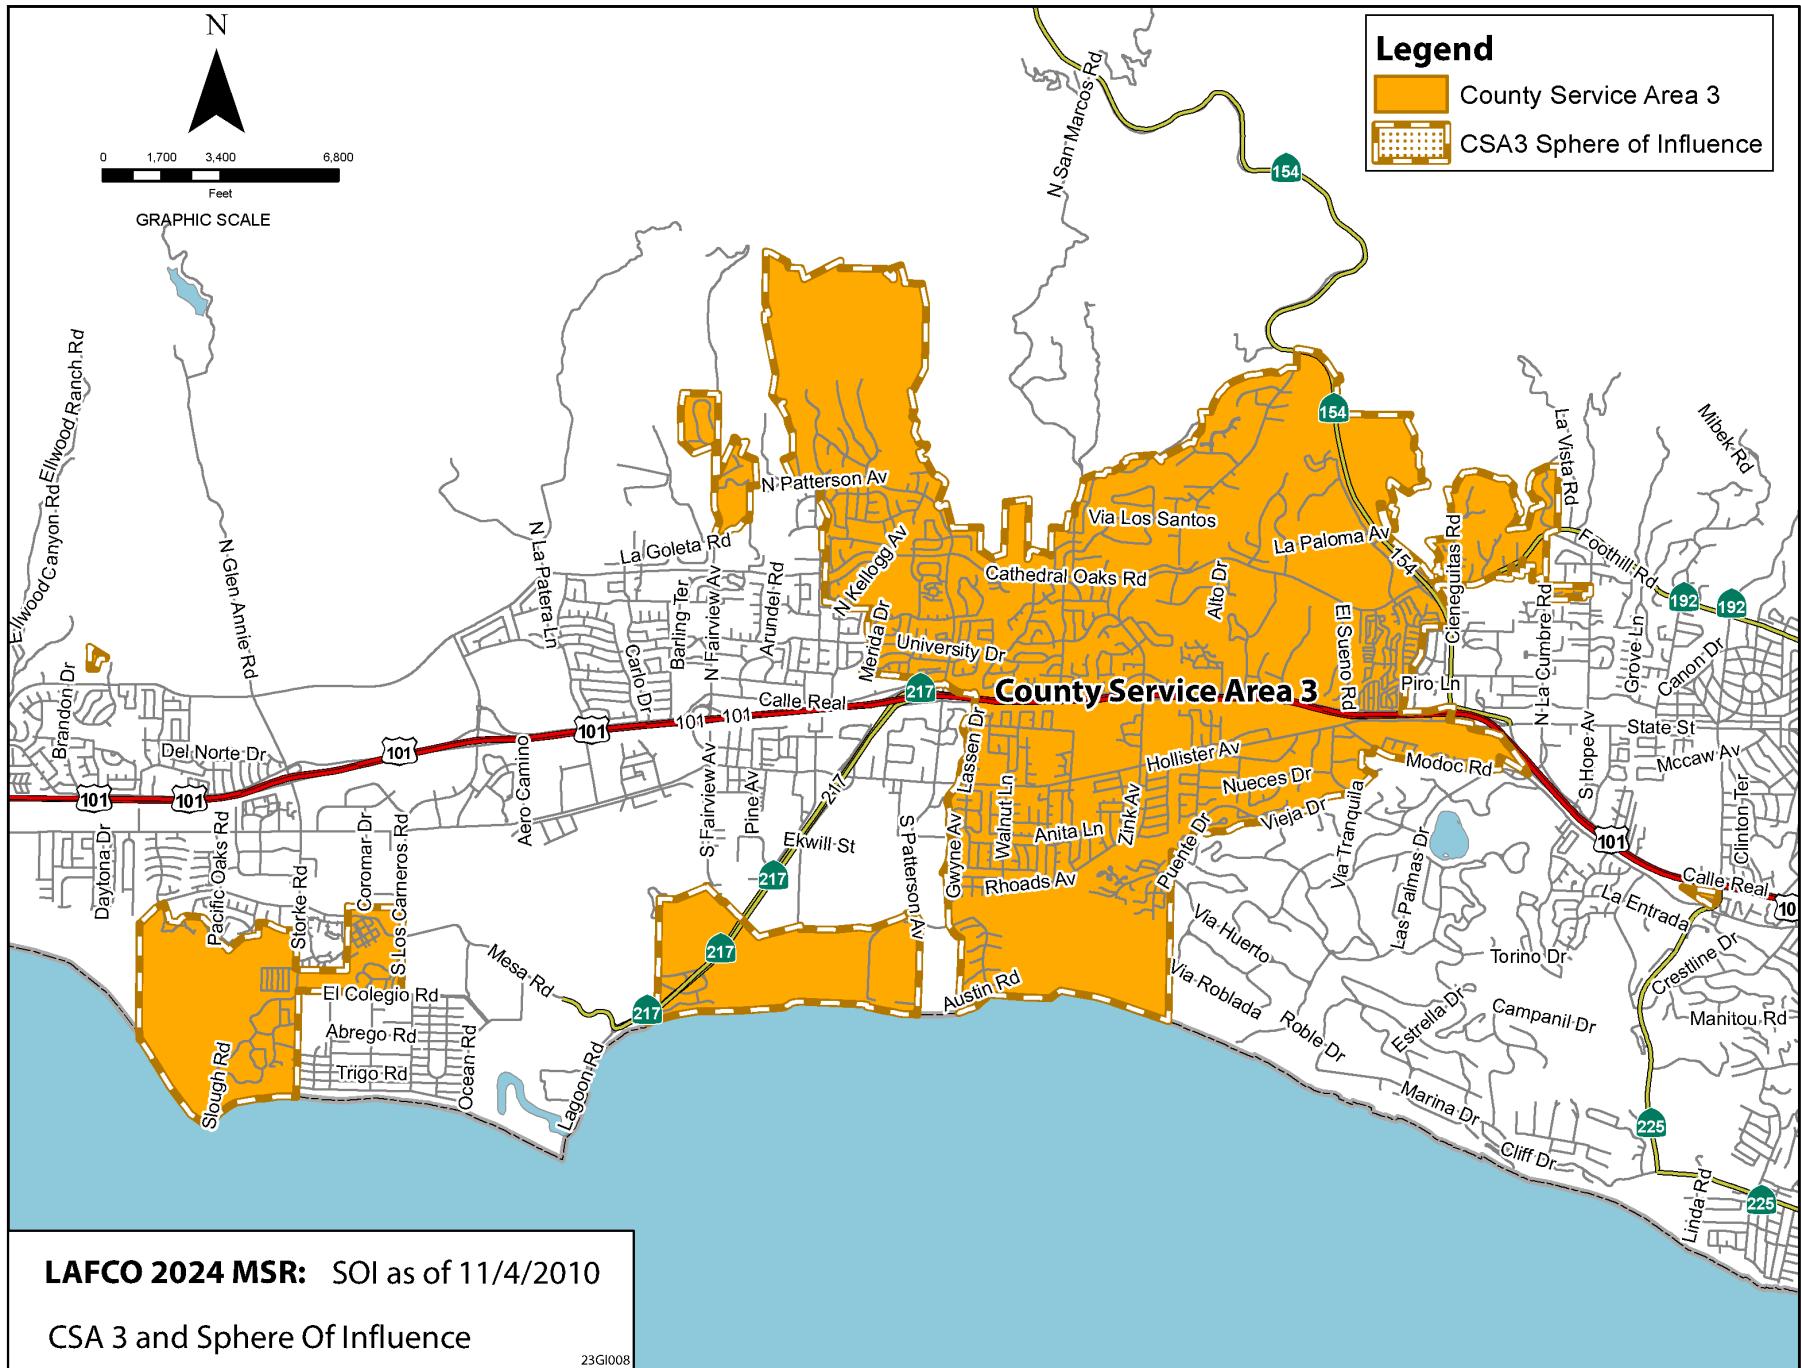 N
0 1,700 3,400 6,800
Feet
GRAPHIC SCALE
Legend
County Service Area 3
CSA3 Sphere of Influence
N San Marcos Rd
154
154
154
Ellwood Ranch Rd
Ellwood Canyon Rd
N Glen Annie Rd
N La Patera Ln
La Goleta Rd
N Patterson Av
N Kellogg Av
Via Los Santos
La Paloma Av
Cathedral Oaks Rd
Cieneguitas Rd
La Vista Rd
Mibek Rd
Foothill Rd
192
192
Alto Dr
El Sueno Rd
N La Cumbre Rd
Grove Ln
Canon Dr
Barling Ter
N Fairview Av
Arundel Rd
Carlo Dr
Merida Dr
University Dr
217
County Service Area 3
Piro Ln
Calle Real
101
101
101
101
101
101
Brandon Dr
Del Norte Dr
Aero Camino
S Hope Av
State St
Mccaw Av
Modoc Rd
Hollister Av
Nueces Dr
Vieja Dr
Lassen Dr
Walnut Ln
Zink Av
Anita Ln
Gwyne Av
Rhoads Av
Puente Dr
Via Tranquila
Las Palmas Dr
101
Clinton Ter
Calle Real
10
La Entrada
Daytona Dr
Pacific Oaks Rd
Storke Rd
Coromar Dr
S Los Carneros Rd
S Fairview Av
Pine Av
217
Ekwill St
217
S Patterson Av
217
217
Mesa Rd
Austin Rd
Via Huerto
Via Roblada
Roble Dr
Estrella Dr
Torino Dr
Campanil Dr
Crestline Dr
Manitou Rd
El Colegio Rd
Abrego Rd
Trigo Rd
Ocean Rd
Lagoon Rd
Slough Rd
Marina Dr
Cliff Dr
225
Linda Rd
225
LAFCO 2024 MSR: SOI as of 11/4/2010
CSA 3 and Sphere Of Influence
23GI008